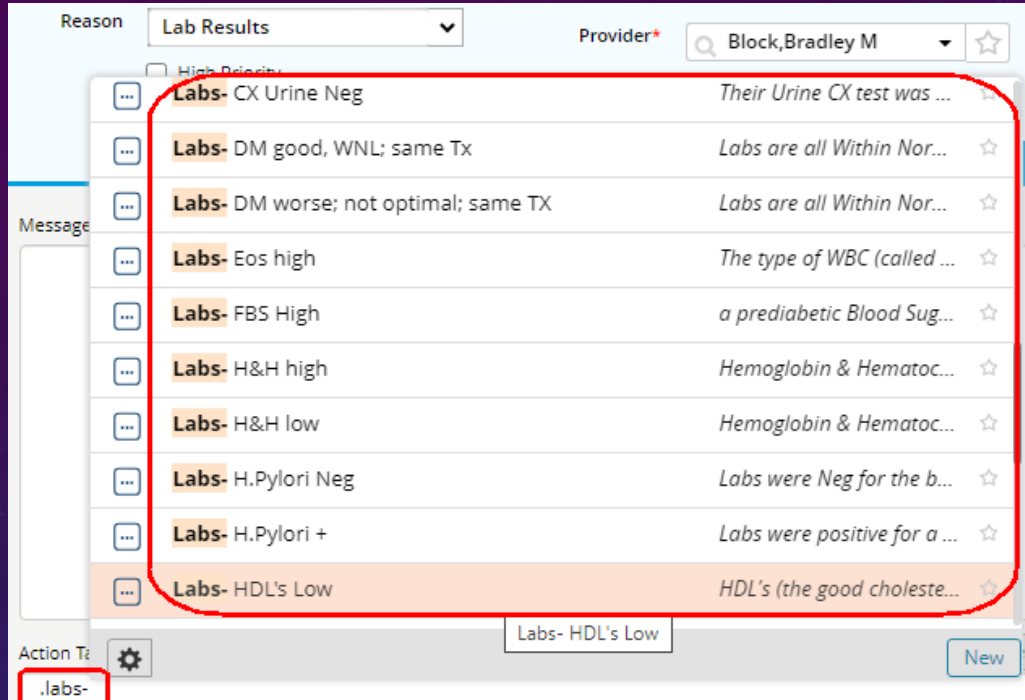 Reason Lab Results Provider* Block,Bradley M
High Priority
Labs- CX Urine Neg Their Urine CX test was ...
Labs- DM good, WNL; same Tx Labs are all Within Nor...
Labs- DM worse; not optimal; same TX Labs are all Within Nor...
Message
Labs- Eos high The type of WBC (called ...
Labs- FBS High a prediabetic Blood Sug...
Labs- H&H high Hemoglobin & Hematoc...
Labs- H&H low Hemoglobin & Hematoc...
Labs- H.Pylori Neg Labs were Neg for the b...
Labs- H.Pylori + Labs were positive for a ...
Labs- HDL's Low HDL's (the good choleste...
Labs- HDL's Low
Action Ta New
.labs-